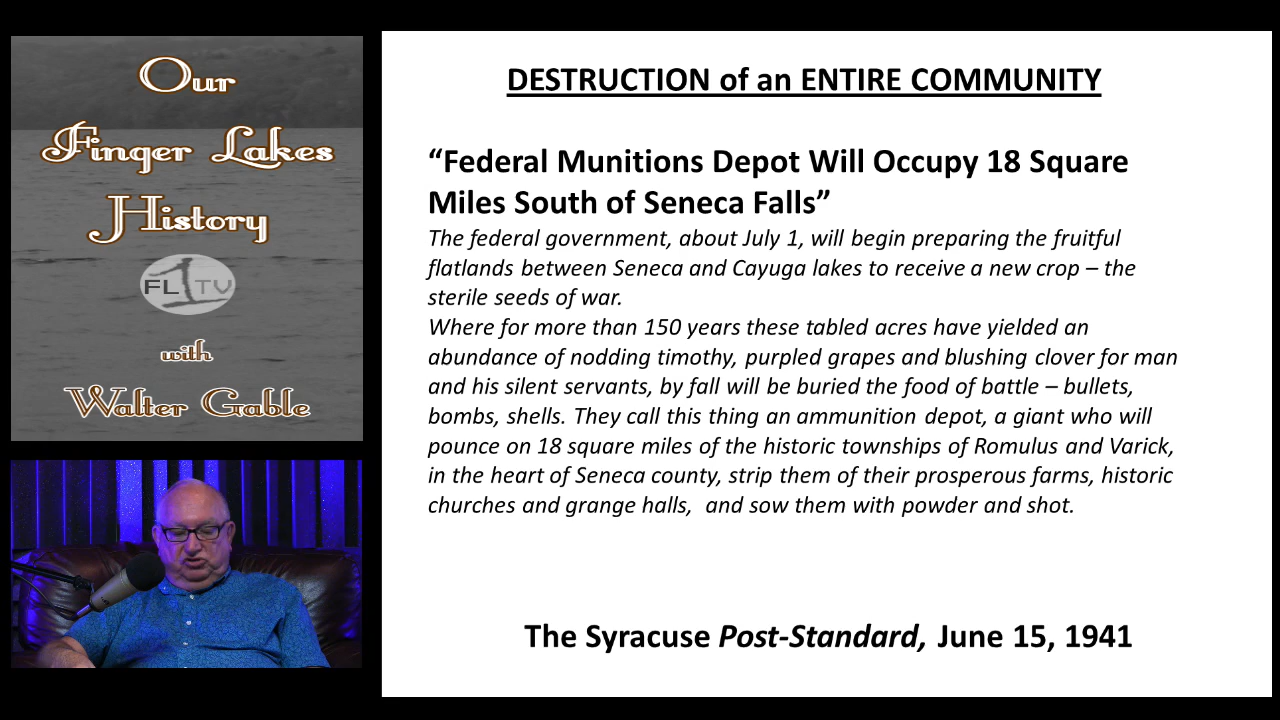 Our
Finger Lakes
History
FL TV
with
Walter Gable
DESTRUCTION of an ENTIRE COMMUNITY
“Federal Munitions Depot Will Occupy 18 Square
Miles South of Seneca Falls”
The federal government, about July 1, will begin preparing the fruitful
flatlands between Seneca and Cayuga lakes to receive a new crop – the
sterile seeds of war.
Where for more than 150 years these tabled acres have yielded an
abundance of nodding timothy, purpled grapes and blushing clover for man
and his silent servants, by fall will be buried the food of battle – bullets,
bombs, shells. They call this thing an ammunition depot, a giant who will
pounce on 18 square miles of the historic townships of Romulus and Varick,
in the heart of Seneca county, strip them of their prosperous farms, historic
churches and grange halls,  and sow them with powder and shot.
The Syracuse Post-Standard, June 15, 1941